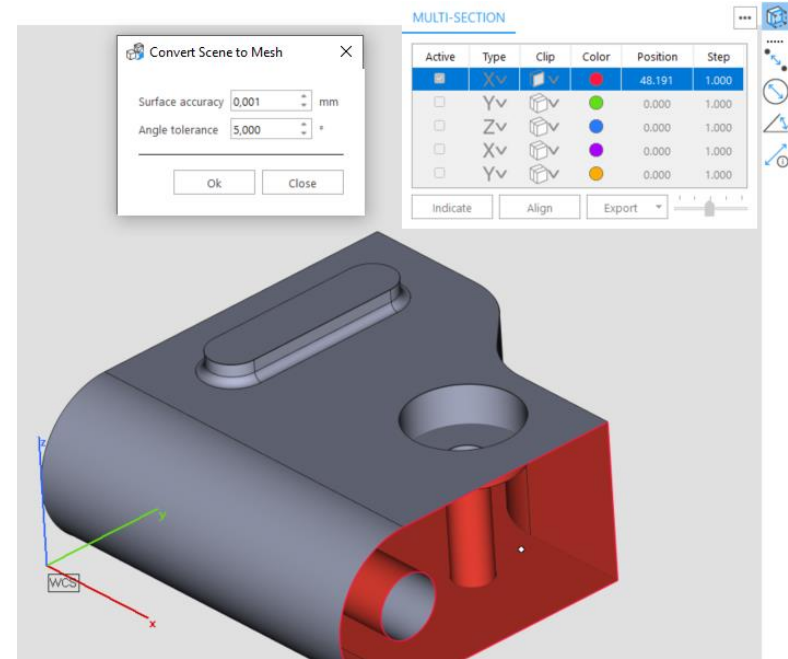 MULTI-SECTION
...
Convert Scene to Mesh
Surface accuracy 0,001 mm
Angle tolerance 5,000 °
Ok Close
Active Type Clip Color Position Step
X 48.191 1.000
Y 0.000 1.000
Z 0.000 1.000
X 0.000 1.000
Y 0.000 1.000
Indicate Align Export
z
y
WCS
x